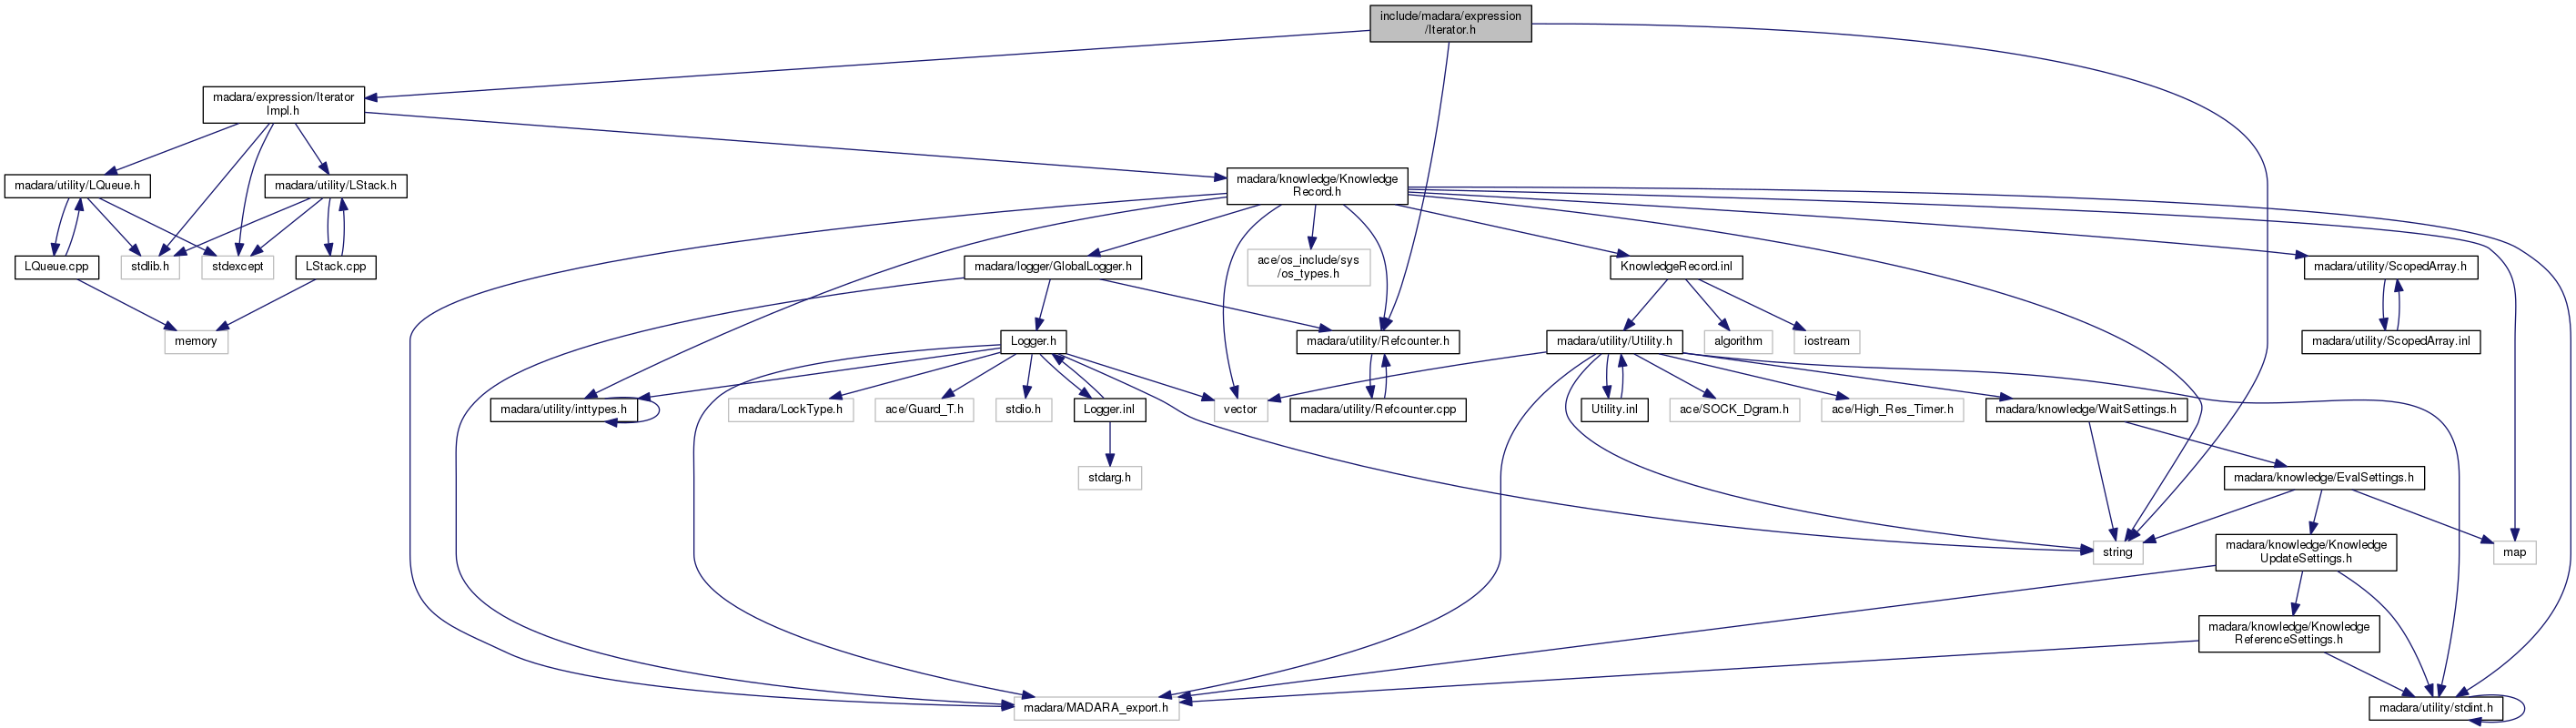 include/madara/expression
/Iterator.h
madara/expression/Iterator
Impl.h
madara/utility/LQueue.h
madara/utility/LStack.h
madara/knowledge/Knowledge
Record.h
LQueue.cpp
stdlib.h
stdexcept
LStack.cpp
madara/logger/GlobalLogger.h
ace/os_include/sys
/os_types.h
KnowledgeRecord.inl
madara/utility/ScopedArray.h
memory
Logger.h
madara/utility/Refcounter.h
madara/utility/Utility.h
algorithm
iostream
madara/utility/ScopedArray.inl
madara/utility/inttypes.h
madara/LockType.h
ace/Guard_T.h
stdio.h
Logger.inl
vector
madara/utility/Refcounter.cpp
Utility.inl
ace/SOCK_Dgram.h
ace/High_Res_Timer.h
madara/knowledge/WaitSettings.h
stdarg.h
madara/knowledge/EvalSettings.h
string
madara/knowledge/Knowledge
UpdateSettings.h
map
madara/knowledge/Knowledge
ReferenceSettings.h
madara/MADARA_export.h
madara/utility/stdint.h